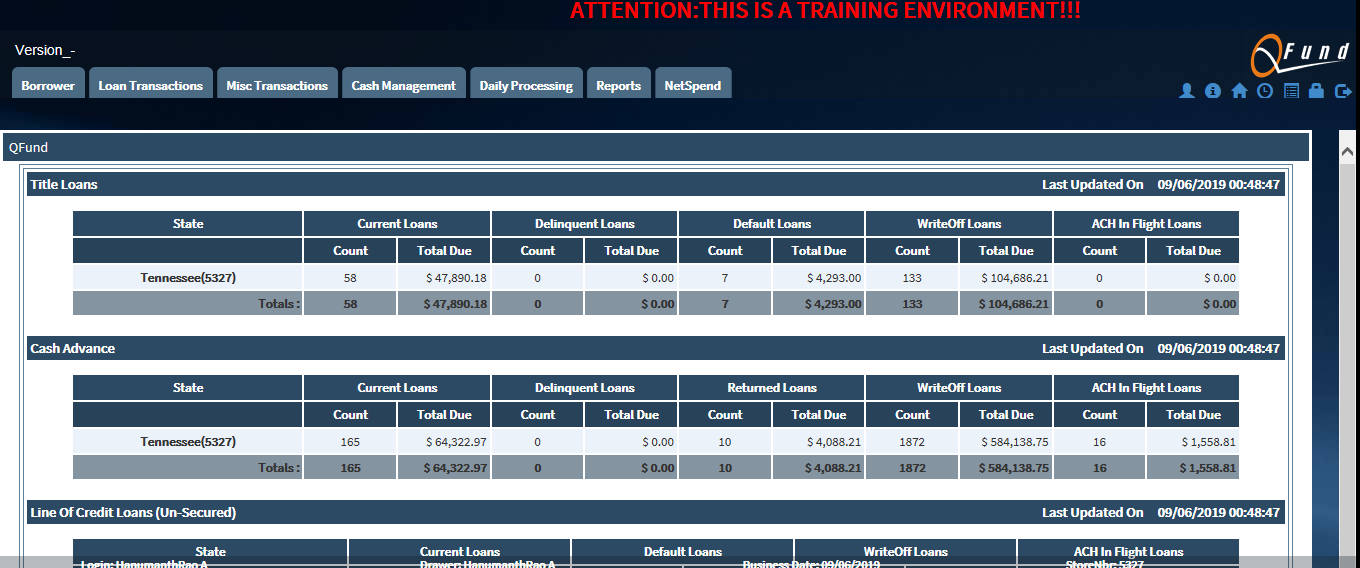 ATTENTION:THIS IS A TRAINING ENVIRONMENT!!!
Version_-
QFund
Borrower Loan Transactions Misc Transactions Cash Management Daily Processing Reports NetSpend
QFund
Title Loans Last Updated On 09/06/2019 00:48:47
State Current Loans Delinquent Loans Default Loans WriteOff Loans ACH In Flight Loans
Count Total Due Count Total Due Count Total Due Count Total Due Count Total Due
Tennessee(5327) 58 $ 47,890.18 0 $ 0.00 7 $ 4,293.00 133 $ 104,686.21 0 $ 0.00
Totals : 58 $ 47,890.18 0 $ 0.00 7 $ 4,293.00 133 $ 104,686.21 0 $ 0.00
Cash Advance Last Updated On 09/06/2019 00:48:47
State Current Loans Delinquent Loans Returned Loans WriteOff Loans ACH In Flight Loans
Count Total Due Count Total Due Count Total Due Count Total Due Count Total Due
Tennessee(5327) 165 $ 64,322.97 0 $ 0.00 10 $ 4,088.21 1872 $ 584,138.75 16 $ 1,558.81
Totals : 165 $ 64,322.97 0 $ 0.00 10 $ 4,088.21 1872 $ 584,138.75 16 $ 1,558.81
Line Of Credit Loans (Un-Secured) Last Updated On 09/06/2019 00:48:47
State Current Loans Default Loans WriteOff Loans ACH In Flight Loans
Login: HanumanthRao A Drawer: HanumanthRao A Business Date: 09/06/2019 StoreNbr: 5327